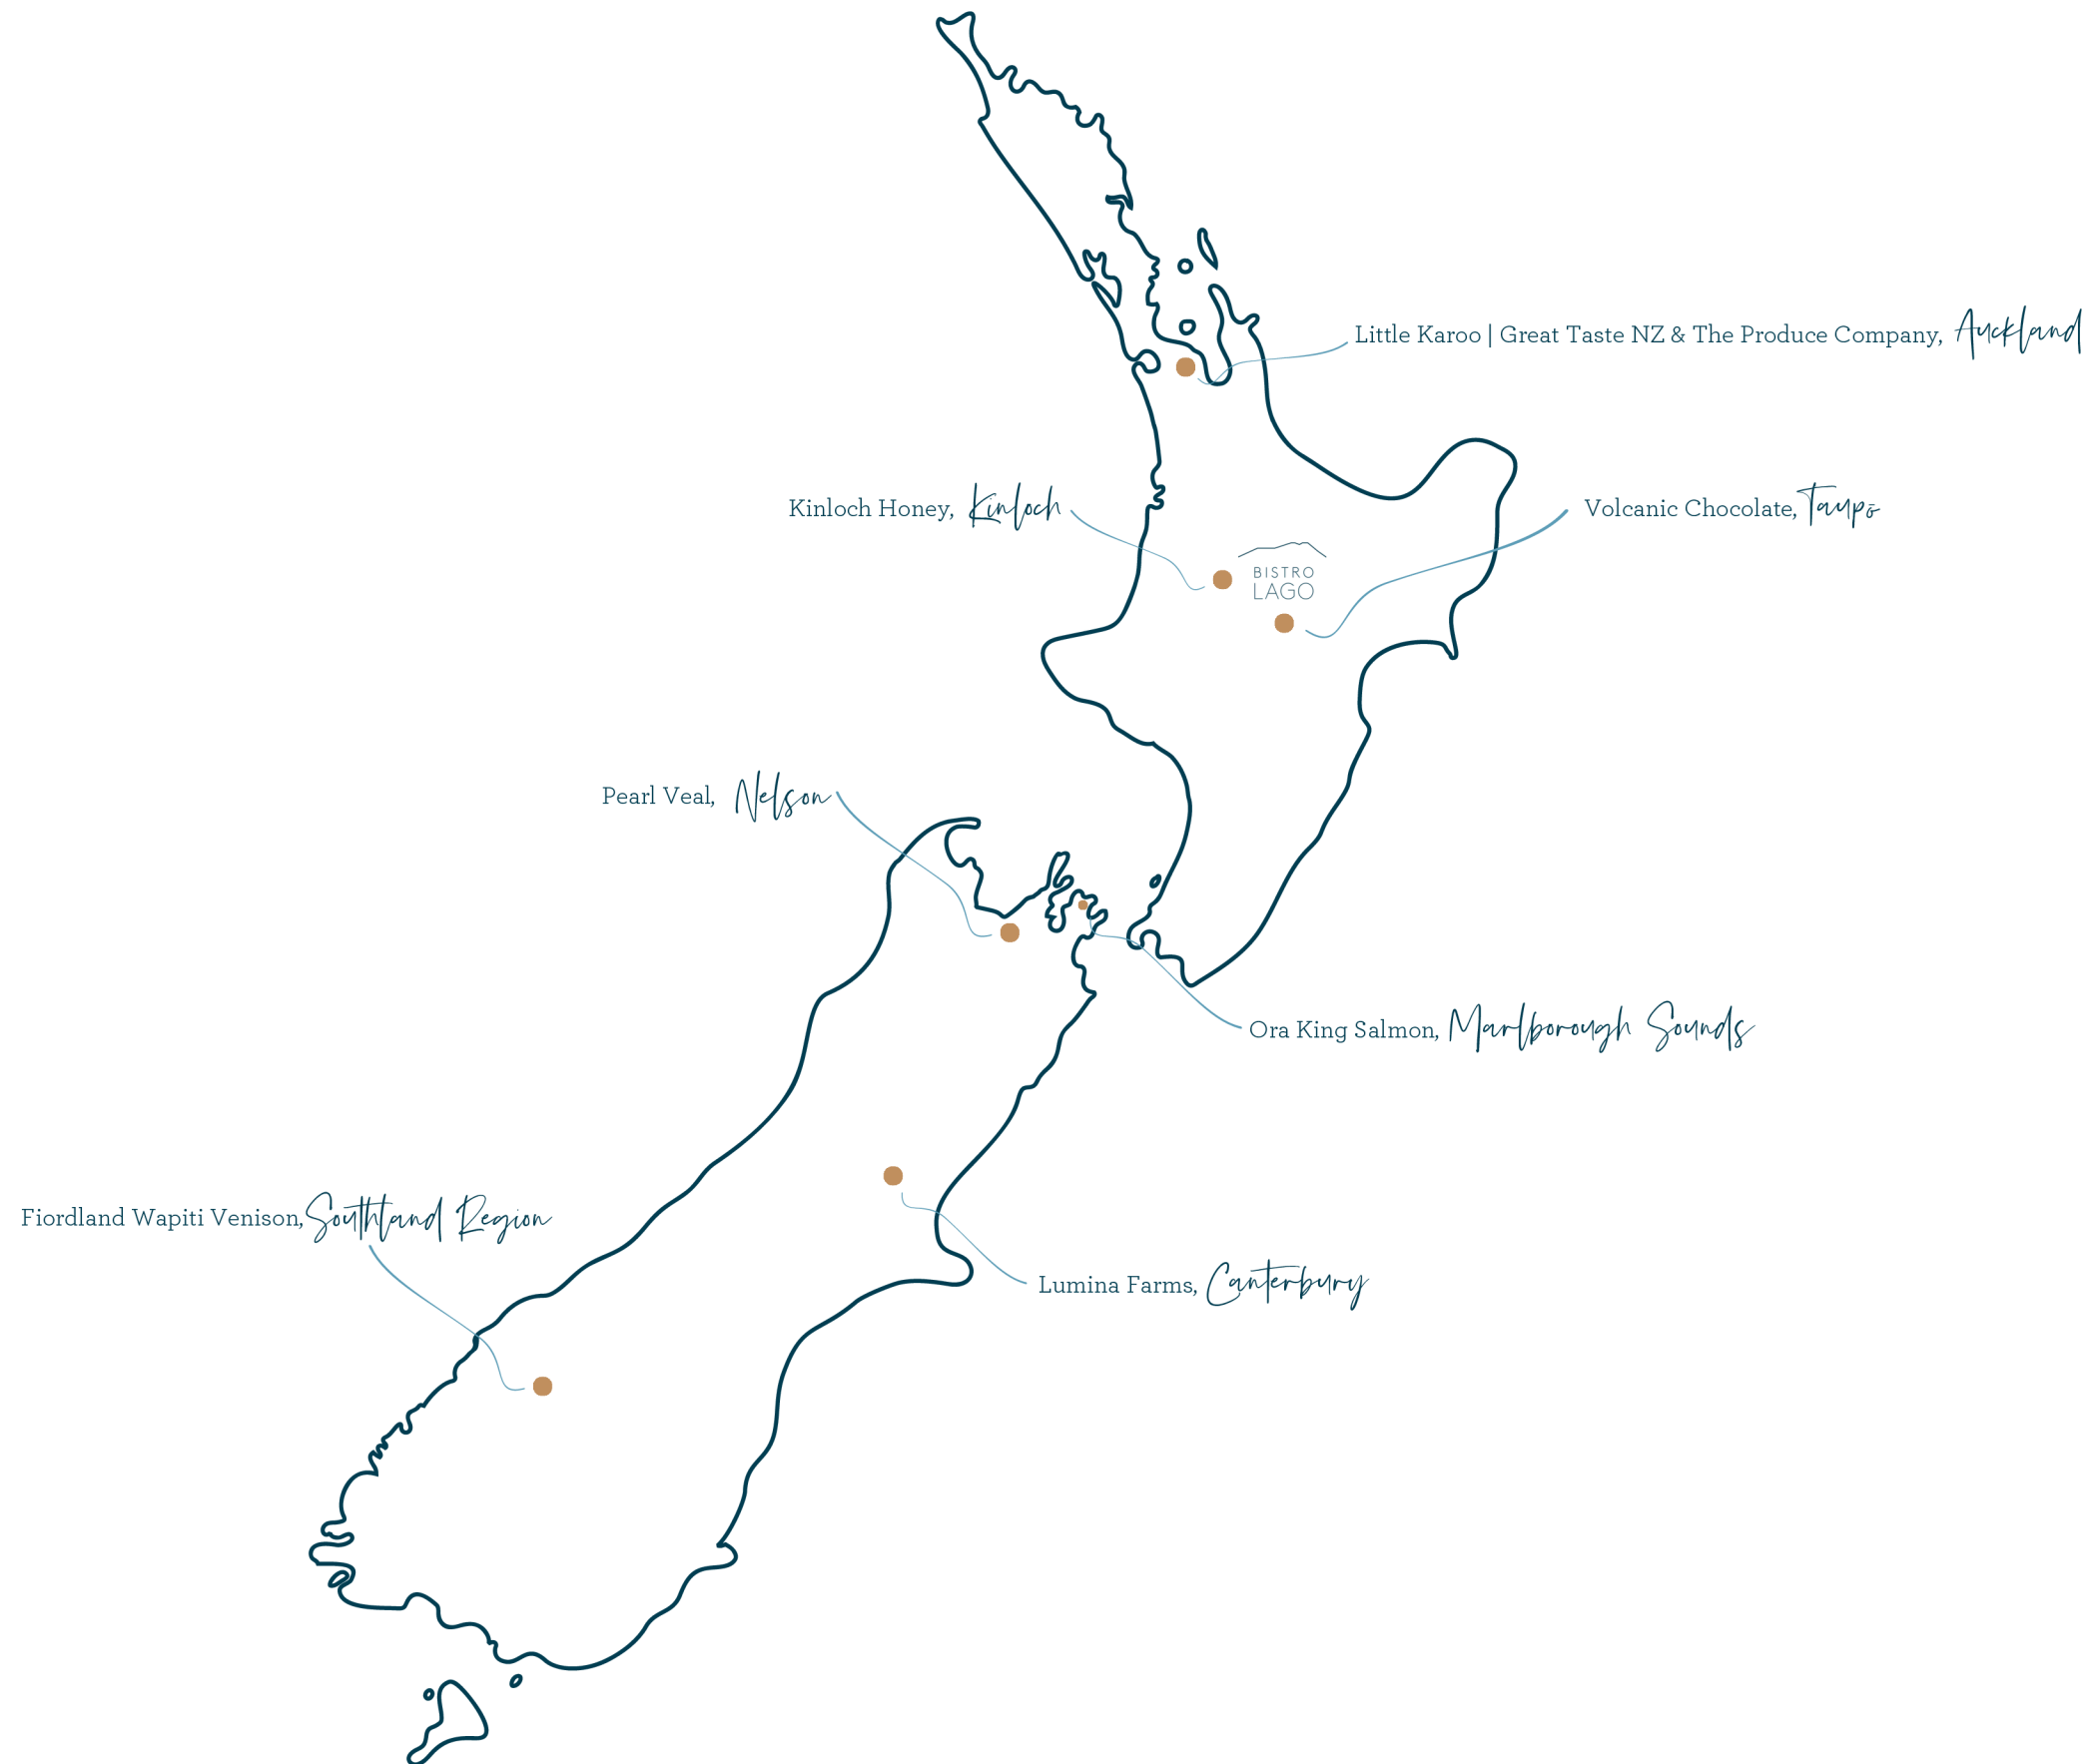 Little Karoo | Great Taste NZ & The Produce Company, Auckland
Kinloch Honey, Kinloch
Volcanic Chocolate, Taupō
BISTRO
LAGO
Pearl Veal, Nelson
Ora King Salmon, Marlborough Sounds
Fiordland Wapiti Venison, Southland Region
Lumina Farms, Canterbury